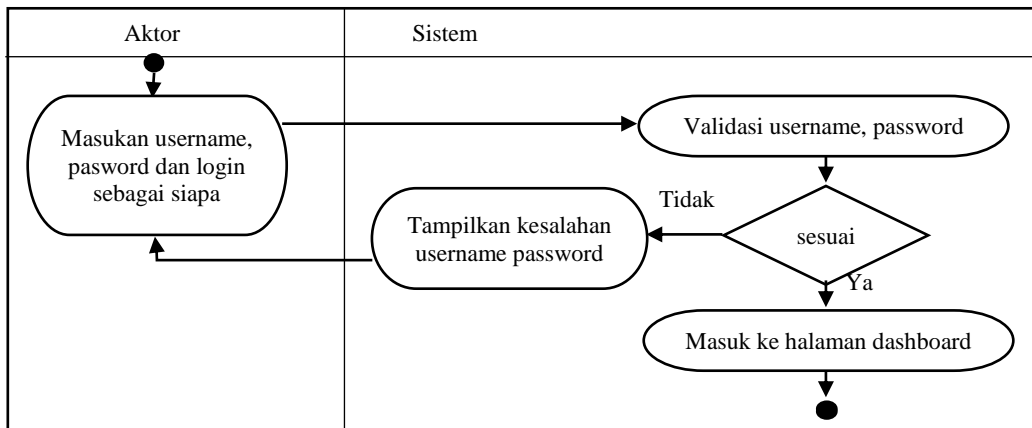 Aktor
Sistem
Masukan username,
pasword dan login
sebagai siapa
Validasi username, password
Tidak
Tampilkan kesalahan
username password
sesuai
Ya
Masuk ke halaman dashboard